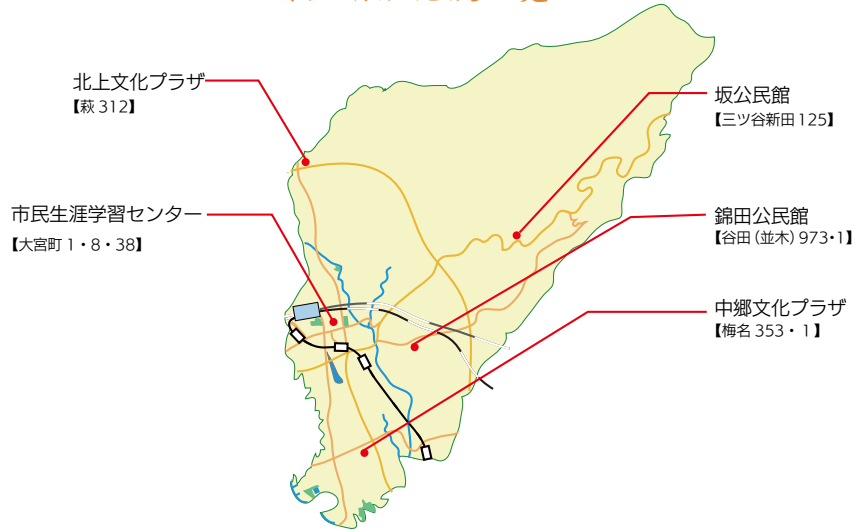 北上文化プラザ
【萩 312】
市民生涯学習センター
【大宮町 1・8・38】
坂公民館
【三ツ谷新田 125】
錦田公民館
【谷田（並木）973・1】
中郷文化プラザ
【梅名 353・1】